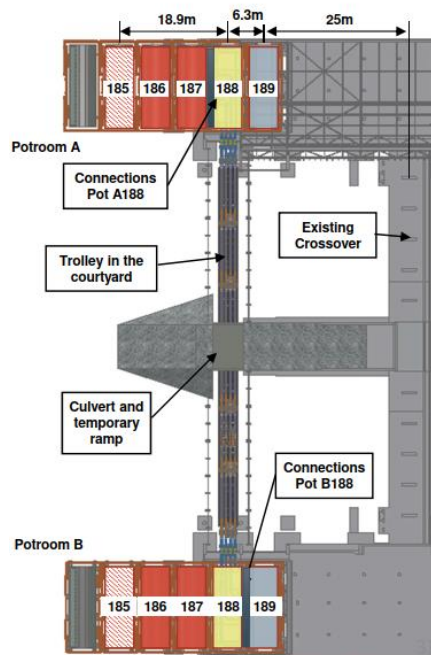 18.9m
6.3m
25m
185 186 187 188 189
Potroom A
Connections
Pot A188
Existing
Crossover
Trolley in the
courtyard
Culvert and
temporary
ramp
Connections
Pot B188
Potroom B
185 186 187 188 189